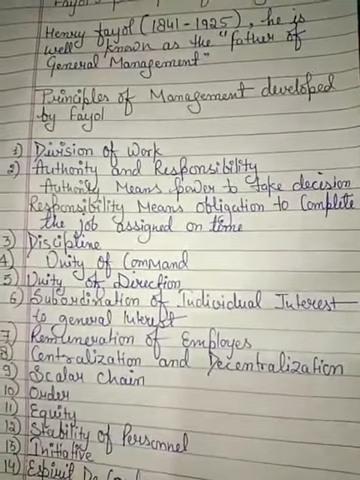 Henry fayol (1841-1925), he is
well known as the "father of
General Management"
Principles of Management developed
by Fayol
1) Division of Work
2) Authority and Responsibility
Authority Means power to take decision
Responsibility Means obligation to Complete
the job assigned on time
3) Discipline
4) Unity of Command
5) Unity of Direction
6) Subordination of Individual Interest
to general Interest
7) Remuneration of Employes
8) Centralization and Decentralization
9) Scalar Chain
10) Order
11) Equity
12) Stability of Personnel
13) Initiative
14) Espirit De